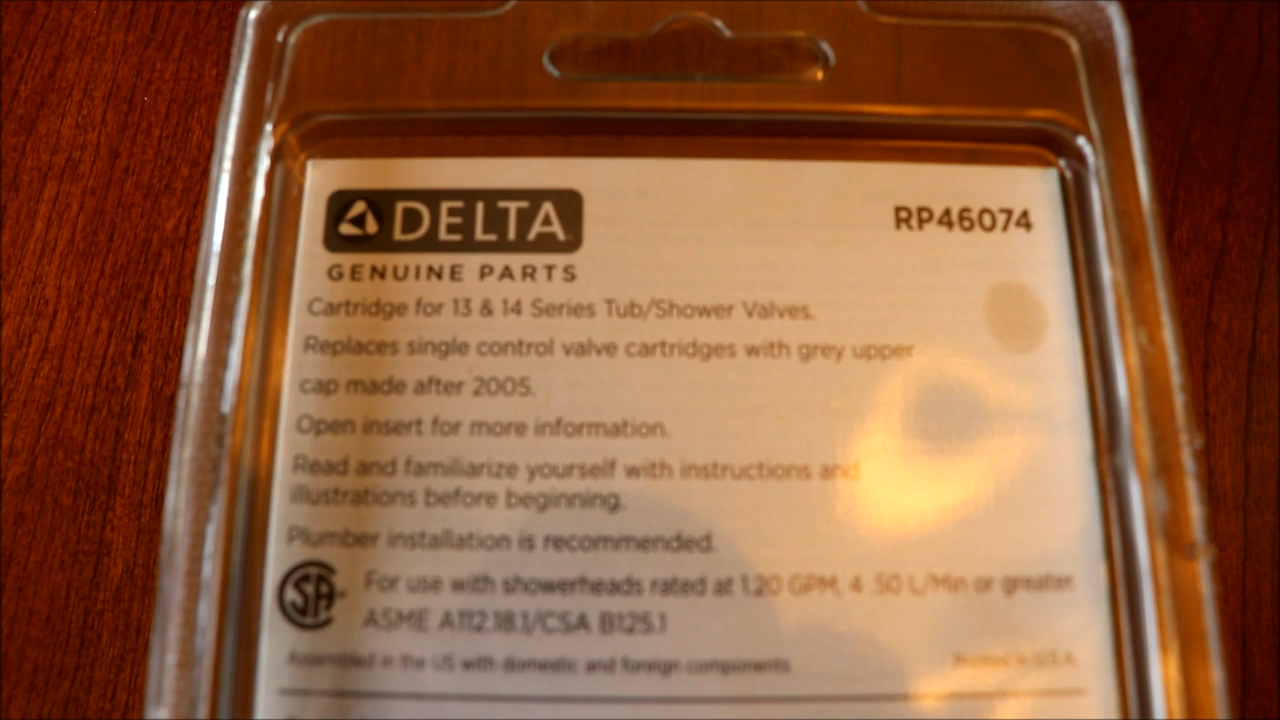 DELTA
RP46074
GENUINE PARTS
Cartridge for 13 & 14 Series Tub/Shower Valves.
Replaces single control valve cartridges with grey upper
cap made after 2005.
Open insert for more information.
Read and familiarize yourself with instructions and
illustrations before beginning.
Plumber installation is recommended.
SA For use with showerheads rated at 1.20 GPM, 4 .50 L/Min or greater.
ASME A112.18.1/CSA B125.1
Assembled in the US with domestic and foreign components
Printed in U.S.A.